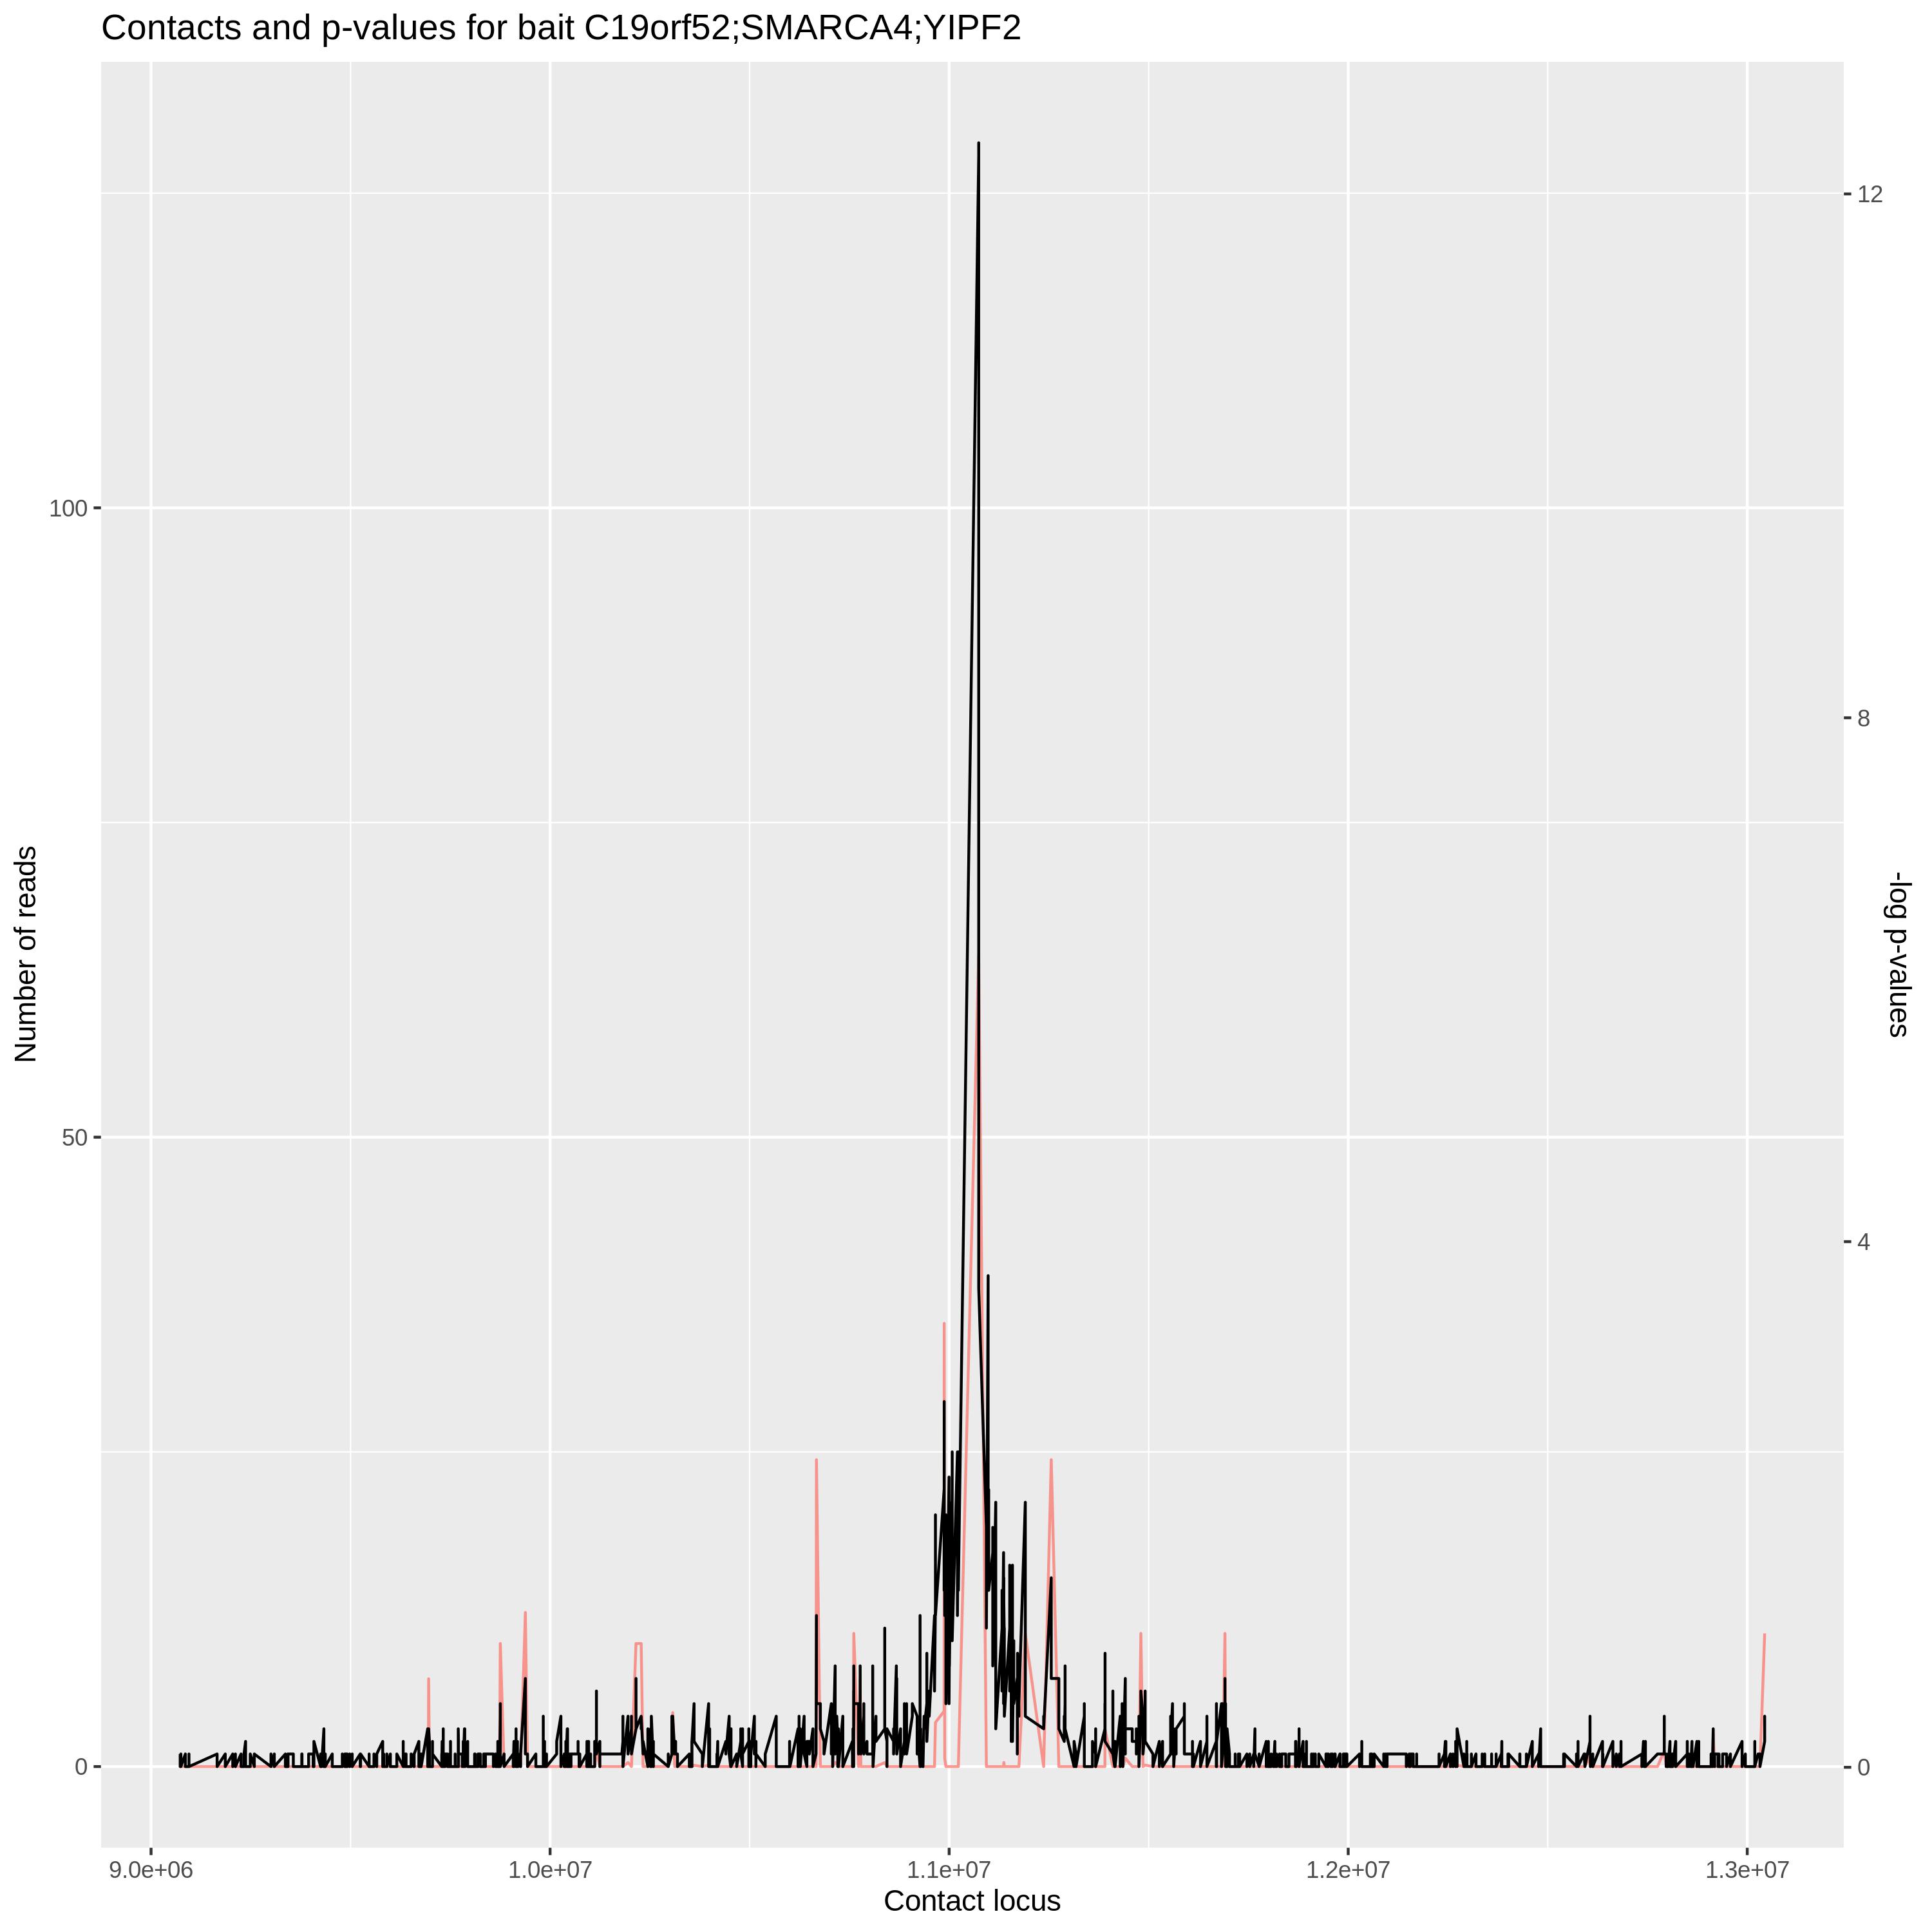 Contacts and p-values for bait C19orf52;SMARCA4;YIPF2
Number of reads
100
50
0
12
8
4
0
-log p-values
9.0e+06
1.0e+07
1.1e+07
1.2e+07
1.3e+07
Contact locus